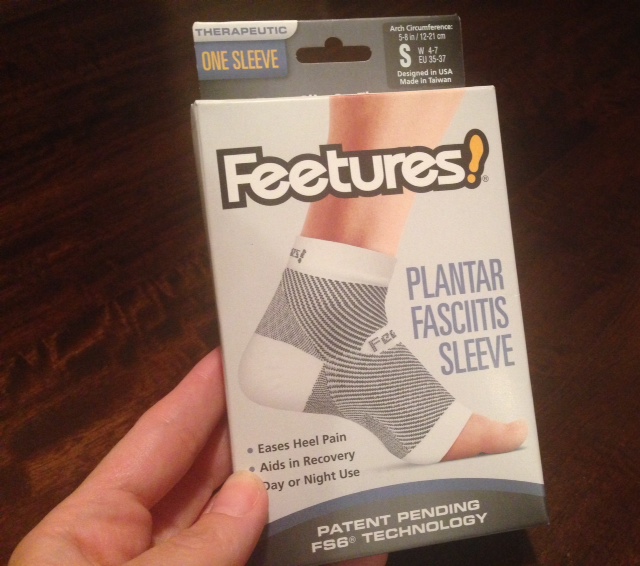 THERAPEUTIC
ONE SLEEVE
Arch Circumference:
5-8 in / 12-21 cm
S W 4-7
EU 35-37
Designed in USA
Made in Taiwan
Feetures!®
PLANTAR
FASCIITIS
SLEEVE
Fee
• Eases Heel Pain
• Aids in Recovery
Day or Night Use
PATENT PENDING
FS6® TECHNOLOGY